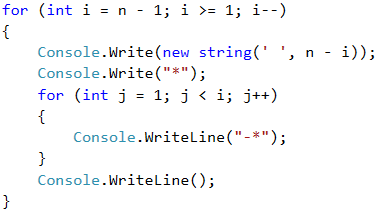 for (int i = n - 1; i >= 1; i--)
{
    Console.Write(new string(' ', n - i));
    Console.Write("*");
    for (int j = 1; j < i; j++)
    {
        Console.WriteLine("-*");
    }
    Console.WriteLine();
}